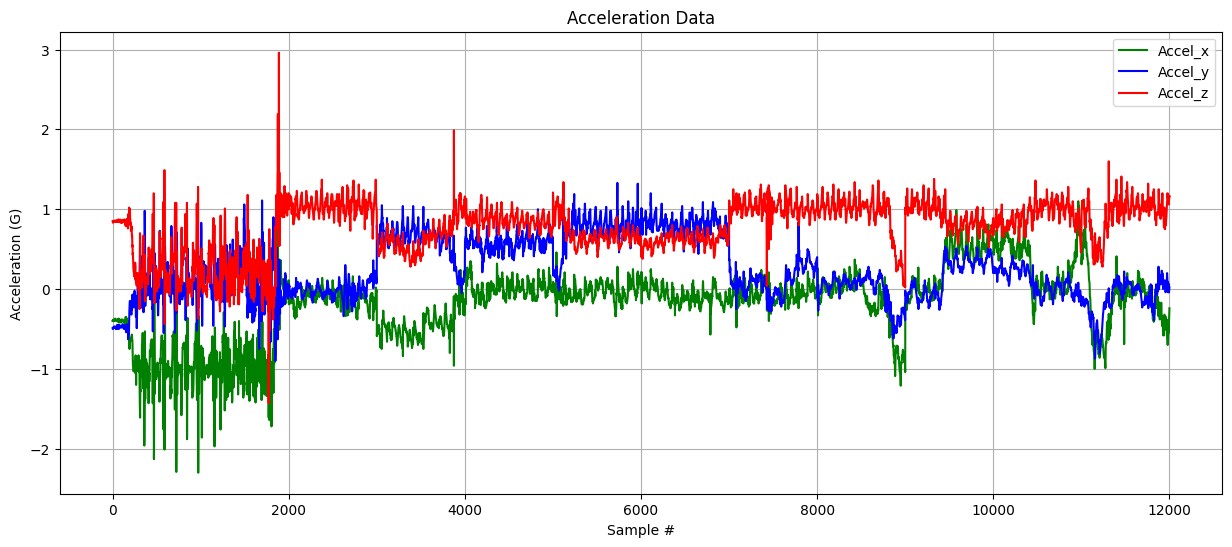 Acceleration Data
Accel_x
Accel_y
Accel_z
Acceleration (G)
3
2
1
0
−1
−2
0
2000
4000
6000
8000
10000
12000
Sample #